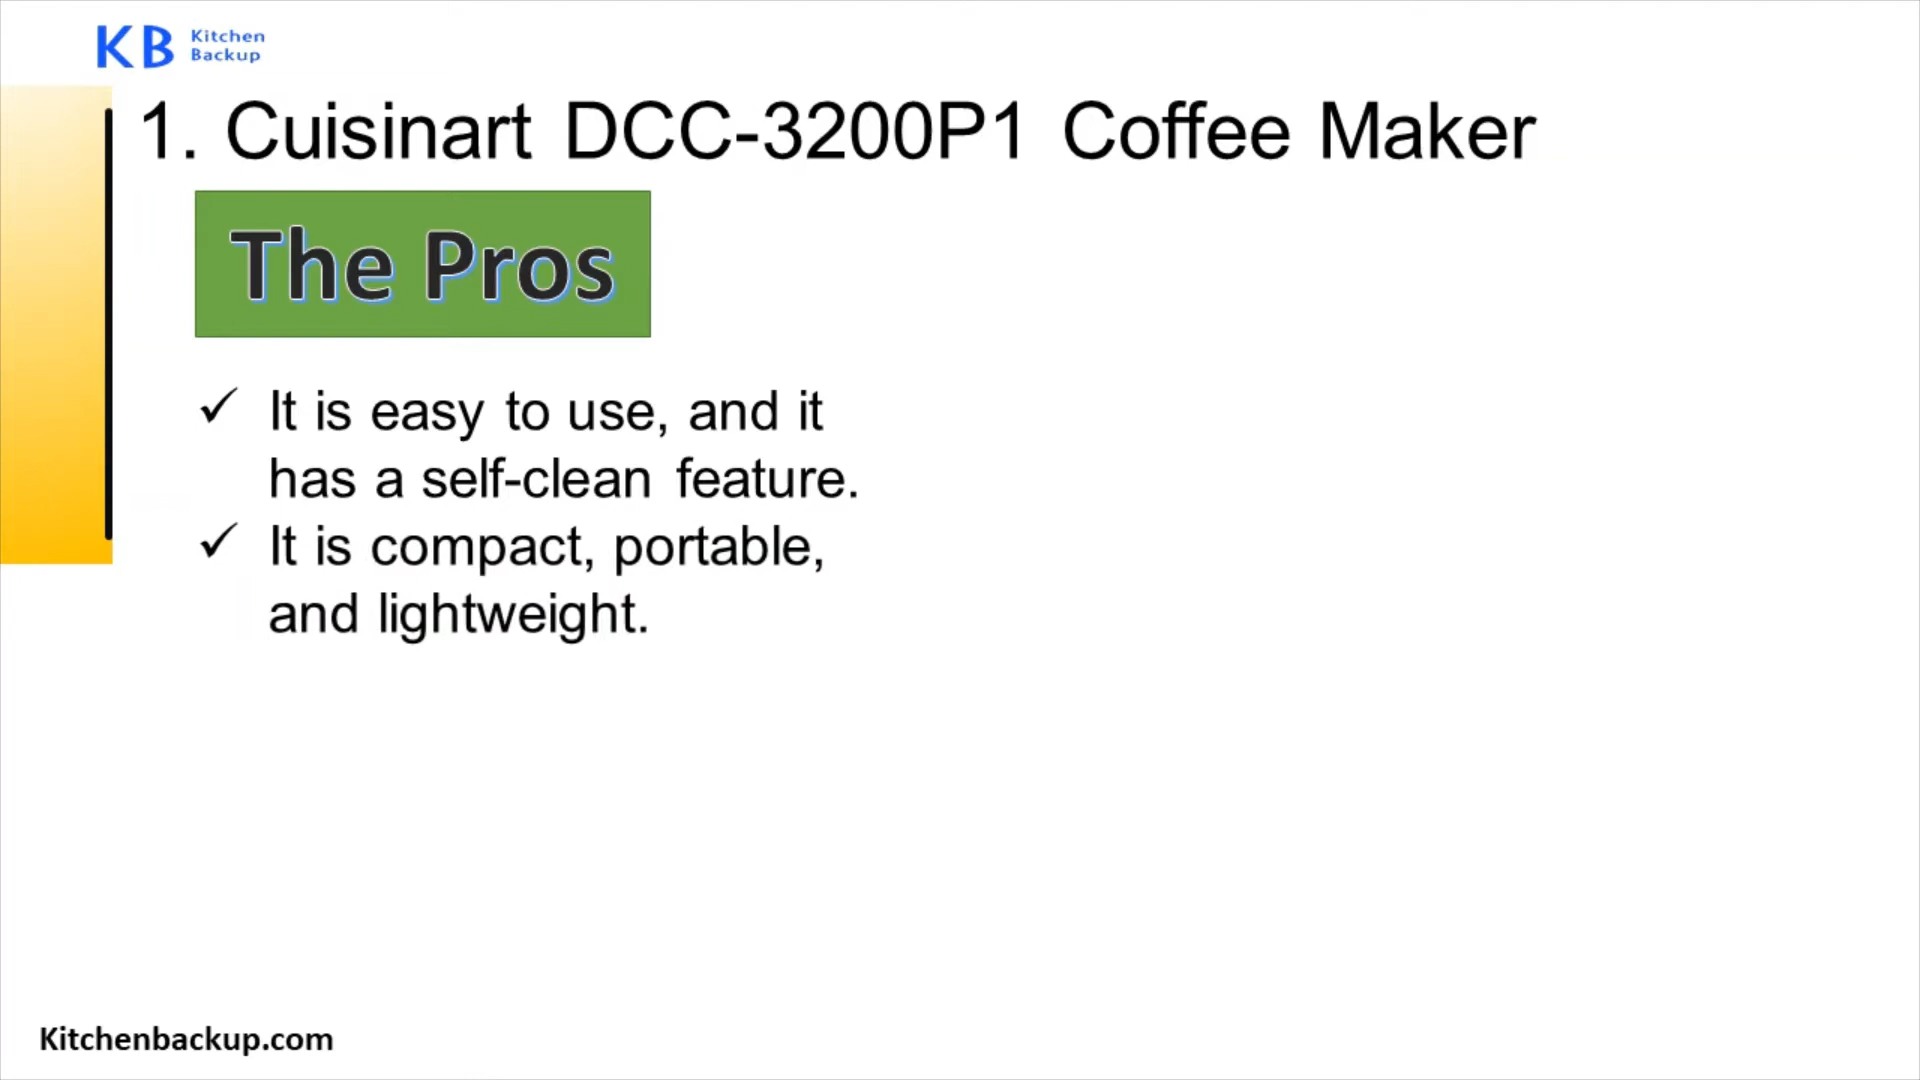 KB Kitchen
Backup
1. Cuisinart DCC-3200P1 Coffee Maker
The Pros
✓ It is easy to use, and it
has a self-clean feature.
✓ It is compact, portable,
and lightweight.
Kitchenbackup.com